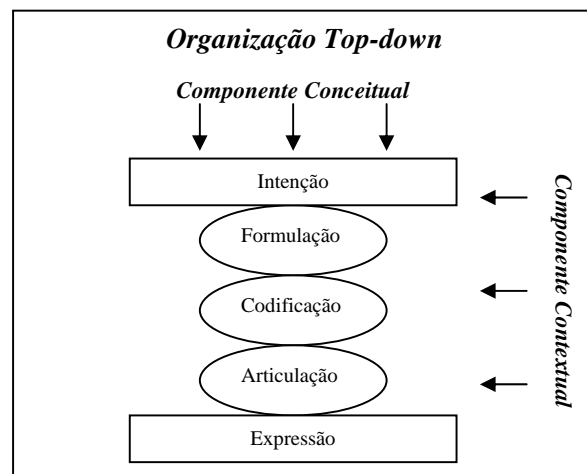 Organização Top-down
Componente Conceitual
Intenção
Formulação
Codificação
Articulação
Expressão
Componente Contextual